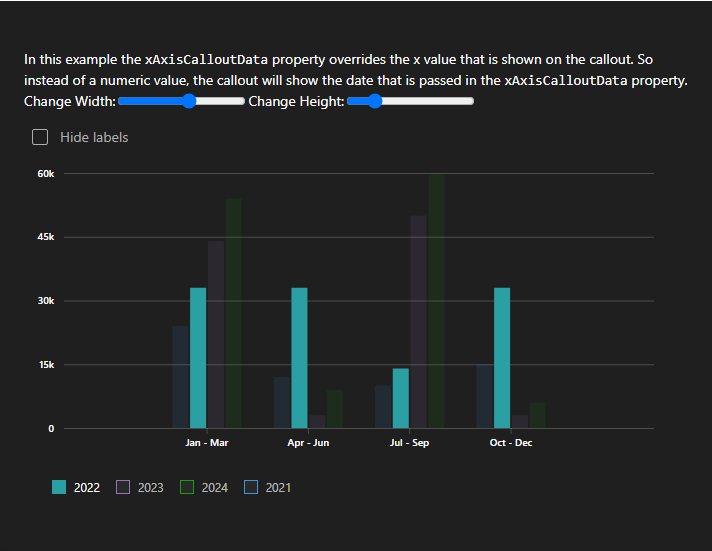 In this example the xAxisCalloutData property overrides the x value that is shown on the callout. So
instead of a numeric value, the callout will show the date that is passed in the xAxisCalloutData property.
Change Width: Change Height:
Hide labels
60k
45k
30k
15k
0
Jan - Mar Apr - Jun Jul - Sep Oct - Dec
2022 2023 2024 2021